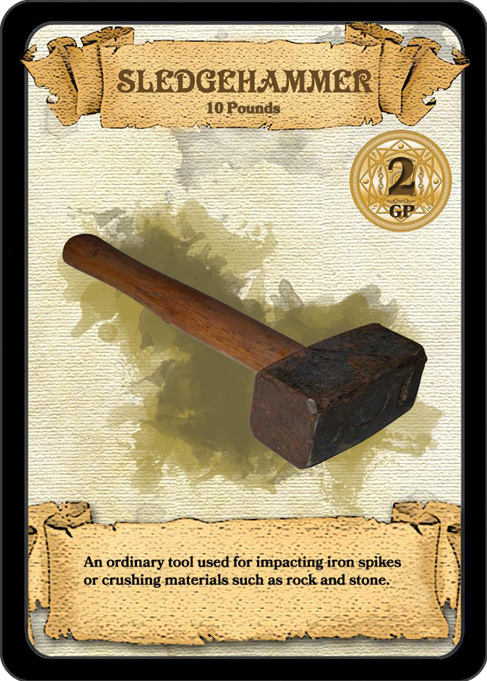 SLEDGEHAMMER
10 Pounds
2
GP
An ordinary tool used for impacting iron spikes
or crushing materials such as rock and stone.